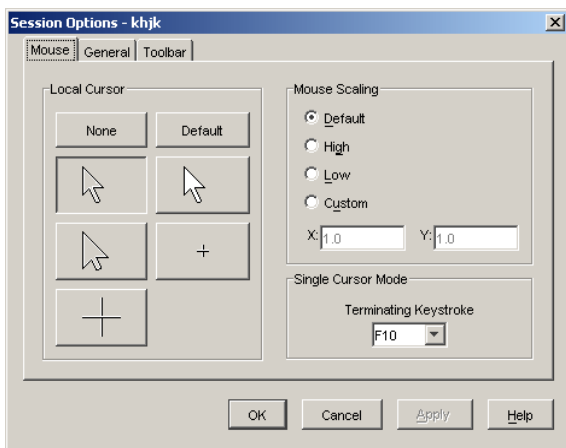 Session Options - khjk
Mouse General Toolbar
Local Cursor
None Default
Mouse Scaling
Default
High
Low
Custom
X: 1.0 Y: 1.0
Single Cursor Mode
Terminating Keystroke
F10
OK Cancel Apply Help